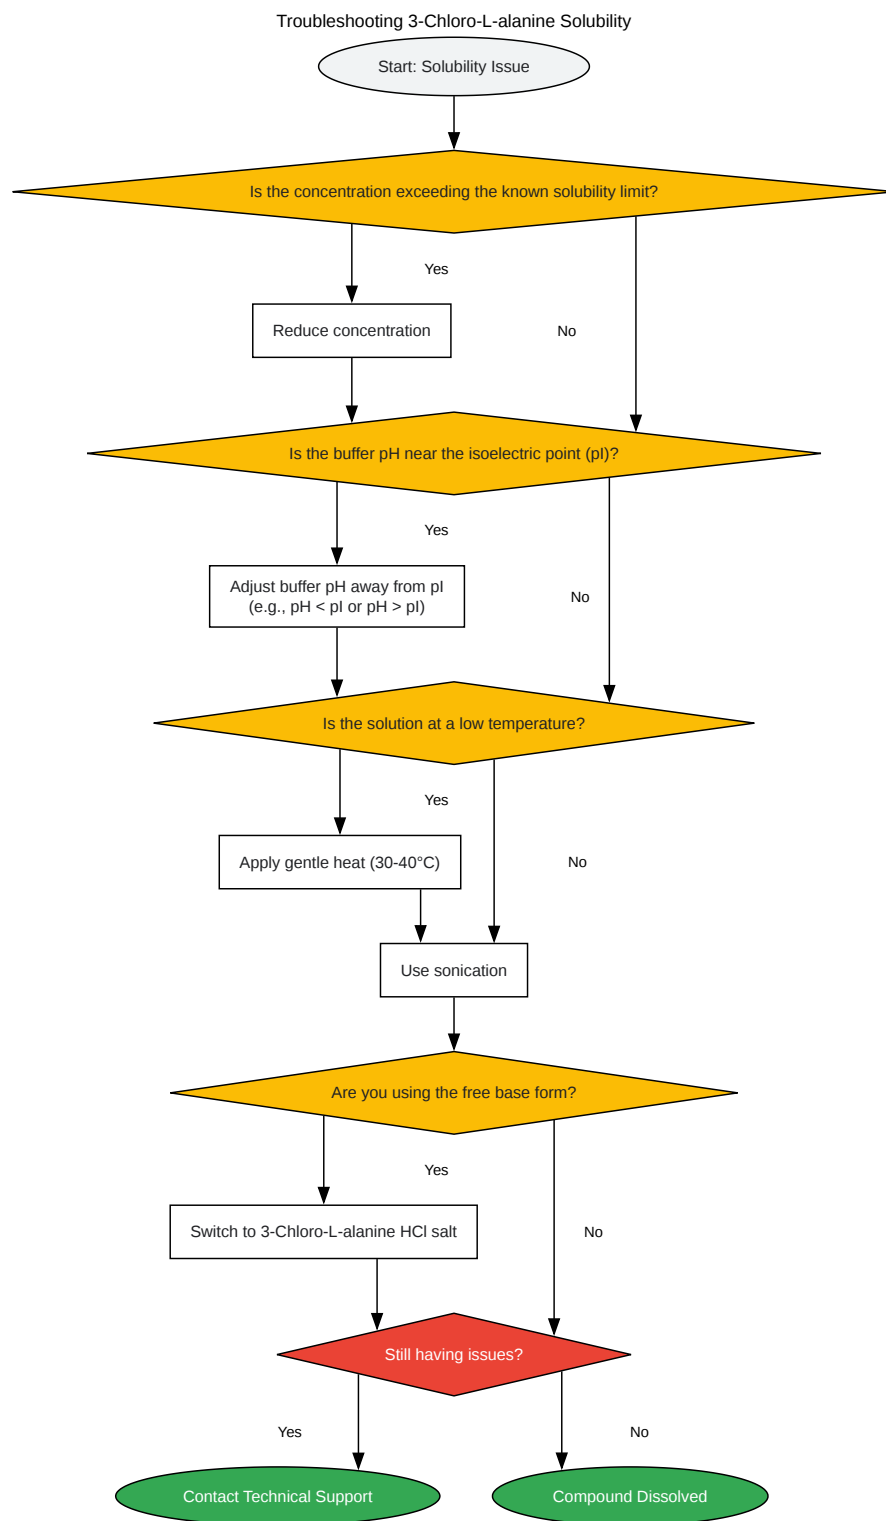 Troubleshooting 3-Chloro-L-alanine Solubility
Start: Solubility Issue
Is the concentration exceeding the known solubility limit?
Yes
Reduce concentration
No
Is the buffer pH near the isoelectric point (pI)?
Yes
Adjust buffer pH away from pI
(e.g., pH < pI or pH > pI)
No
Is the solution at a low temperature?
Yes
Apply gentle heat (30-40°C)
No
Use sonication
Are you using the free base form?
Yes
Switch to 3-Chloro-L-alanine HCl salt
No
Still having issues?
Yes
No
Contact Technical Support
Compound Dissolved